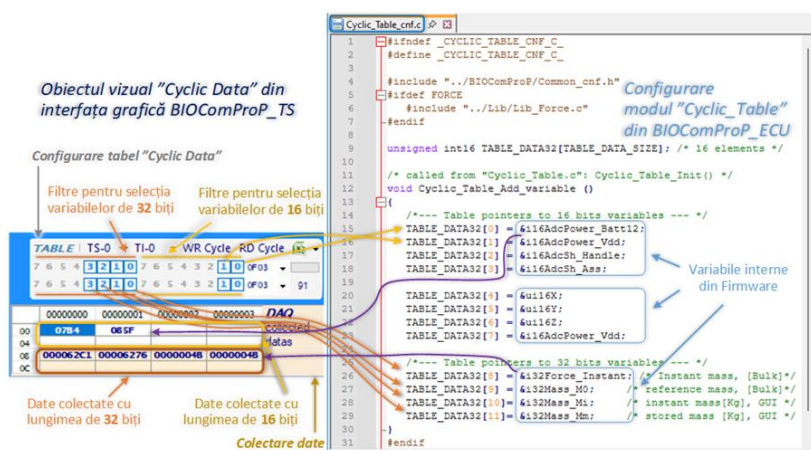 Obiectul vizual ”Cyclic Data” din
interfața grafică BIOComProP_TS
Configurare tabel ”Cyclic Data”
Filtre pentru selecția
variabilelor de 32 biți
Filtre pentru selecția
variabilelor de 16 biți
TABLE TS-0 TI-0 WR Cycle RD Cycle
7 6 5 4 3 2 1 0 7 6 5 4 3 2 1 0 0F03
7 6 5 4 3 2 1 0 7 6 5 4 3 2 1 0 0F03 91
00000000 00000001 00000002 00000003 DAQ
00 07B4 085F collected
04 datas
08 000062C1 00006276 0000004B 0000004B
0C
Date colectate cu
lungimea de 32 biți
Date colectate cu
lungimea de 16 biți
Colectare date
Cyclic_Table_cnf.c
1 #ifndef _CYCLIC_TABLE_CNF_C_
2 #define _CYCLIC_TABLE_CNF_C_
3
4 #include "../BIOComProP/Common_cnf.h"
5 #ifdef FORCE
6 #include "../Lib/Lib_Force.c"
7 #endif
8
9 unsigned int16 TABLE_DATA32[TABLE_DATA_SIZE]; /* 16 elements */
10
11 /* called from "Cyclic_Table.c": Cyclic_Table_Init() */
12 void Cyclic_Table_Add_variable ()
13 {
14 /*--- Table pointers to 16 bits variables --- */
15 TABLE_DATA32[0] = &i16AdcPower_Batt12;
16 TABLE_DATA32[1] = &i16AdcPower_Vdd;
17 TABLE_DATA32[2] = &i16AdcSh_Handle;
18 TABLE_DATA32[3] = &i16AdcSh_Ass;
19
20 TABLE_DATA32[4] = &ui16X;
21 TABLE_DATA32[5] = &ui16Y;
22 TABLE_DATA32[6] = &ui16Z;
23 TABLE_DATA32[7] = &ui16AdcPower_Vdd;
24
25 /*--- Table pointers to 32 bits variables --- */
26 TABLE_DATA32[8] = &i32Force_Instant; /* Instant mass, [Bulk]*/
27 TABLE_DATA32[9] = &i32Mass_M0; /* reference mass, [Bulk]*/
28 TABLE_DATA32[10]= &i32Mass_Mi; /* instant mass[Kg], GUI */
29 TABLE_DATA32[11]= &i32Mass_Mm; /* stored mass [Kg], GUI */
30 }
31 #endif
Configurare
modul ”Cyclic_Table”
din BIOComProP_ECU
Variabile interne
din Firmware